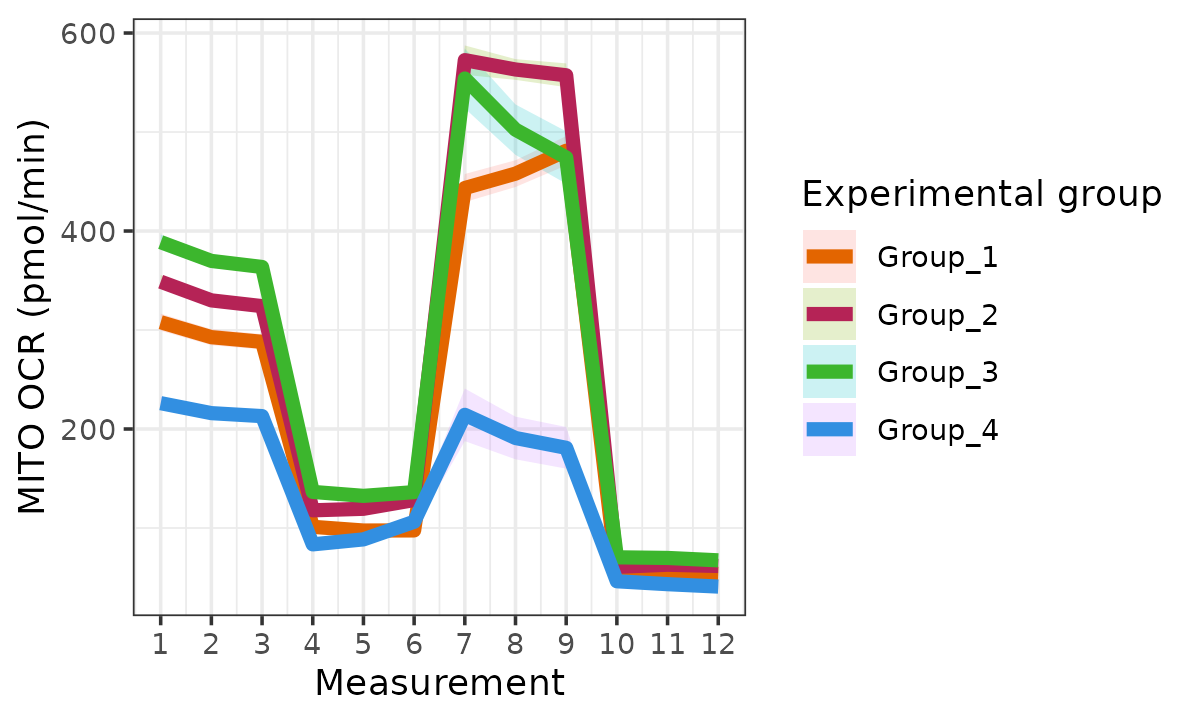 600
400
200
MITO OCR (pmol/min)
1 2 3 4 5 6 7 8 9 10 11 12
Measurement
Experimental group
Group_1
Group_2
Group_3
Group_4